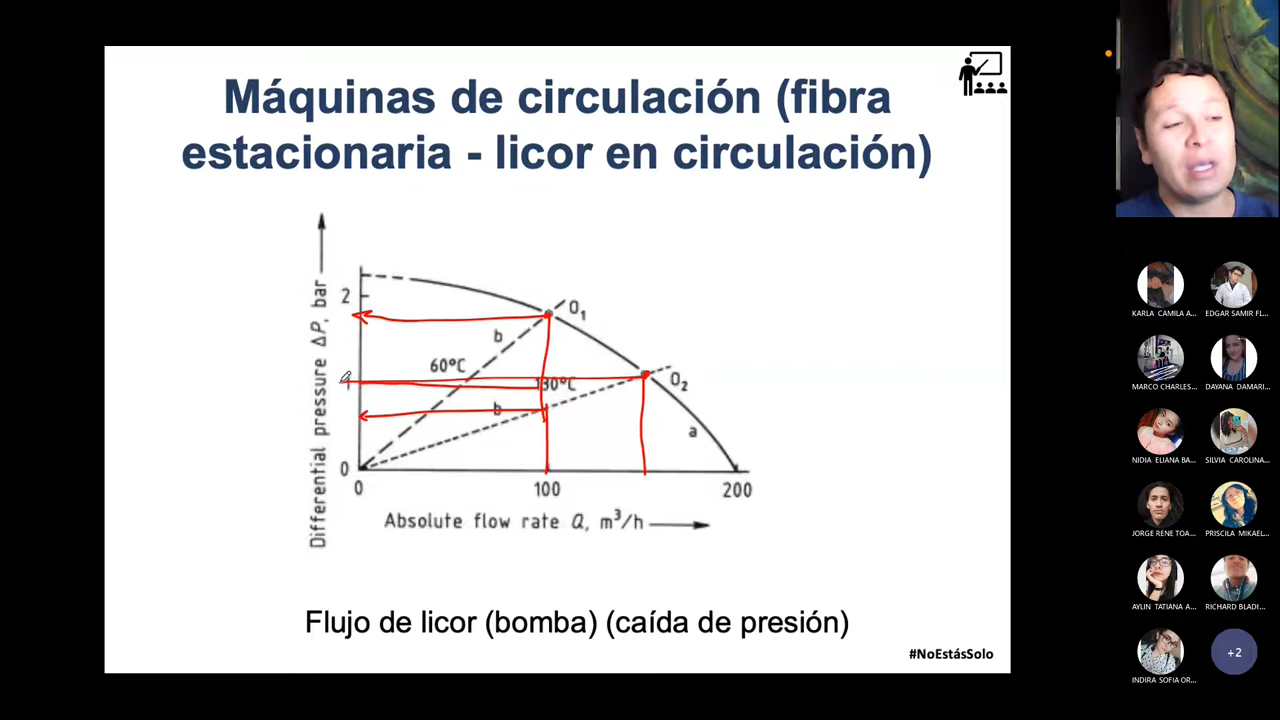 Máquinas de circulación (fibra
estacionaria - licor en circulación)
Differential pressure ΔP, bar
2
0
O₁
b
60°C
130°C
O₂
b
a
0
100
200
Absolute flow rate Q, m³/h
Flujo de licor (bomba) (caída de presión)
#NoEstásSolo
KARLA CAMILA A...
EDGAR SAMIR FL...
MARCO CHARLES...
DAYANA DAMARI...
NIDIA ELIANA BA...
SILVIA CAROLINA...
JORGE RENE TOA...
PRISCILA MIKAEL...
AYLIN TATIANA A...
RICHARD BLADI...
INDIRA SOFIA OR...
+2